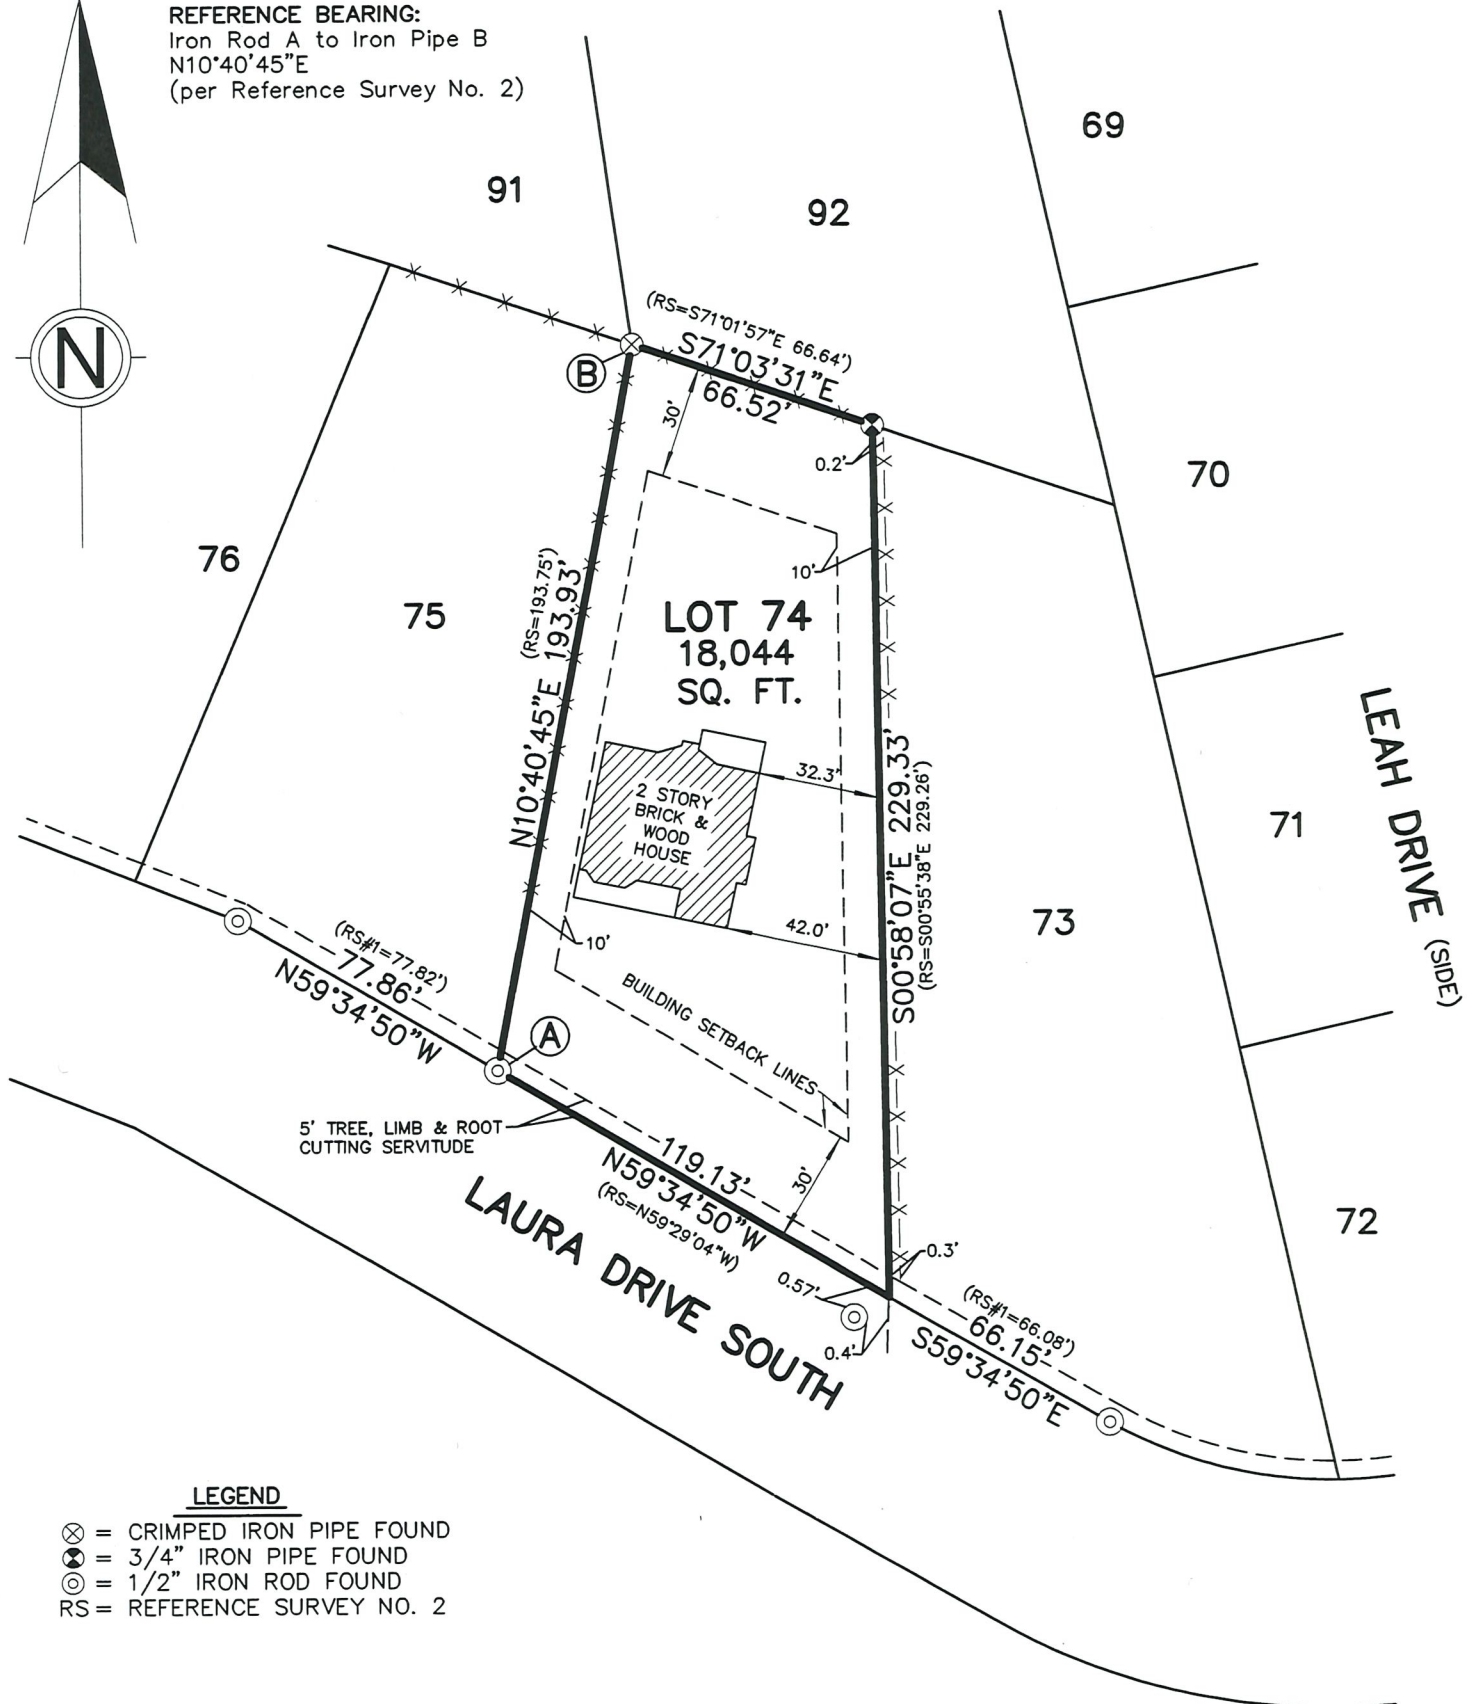 REFERENCE BEARING:
Iron Rod A to Iron Pipe B
N10°40'45"E
(per Reference Survey No. 2)
N
69
91
92
(RS=S71°01'57"E 66.64')
S71°03'31"E
66.52'
B
30'
0.2'
70
76
10'
75
LOT 74
18,044
SQ. FT.
(RS=193.75')
N10°40'45"E 193.93'
2 STORY
BRICK &
WOOD
HOUSE
32.3'
S00°58'07"E 229.33'
(RS=S00°55'38"E 229.26')
71
LEAH DRIVE (SIDE)
73
42.0'
10'
(RS#1=77.82')
77.86'
N59°34'50"W
BUILDING SETBACK LINES
A
5' TREE, LIMB & ROOT
CUTTING SERVITUDE
119.13'
N59°34'50"W
(RS=N59°29'04"W)
30'
72
LAURA DRIVE SOUTH
0.3'
0.57'
0.4'
(RS#1=66.08')
66.15'
S59°34'50"E
LEGEND
= CRIMPED IRON PIPE FOUND
= 3/4" IRON PIPE FOUND
= 1/2" IRON ROD FOUND
RS = REFERENCE SURVEY NO. 2